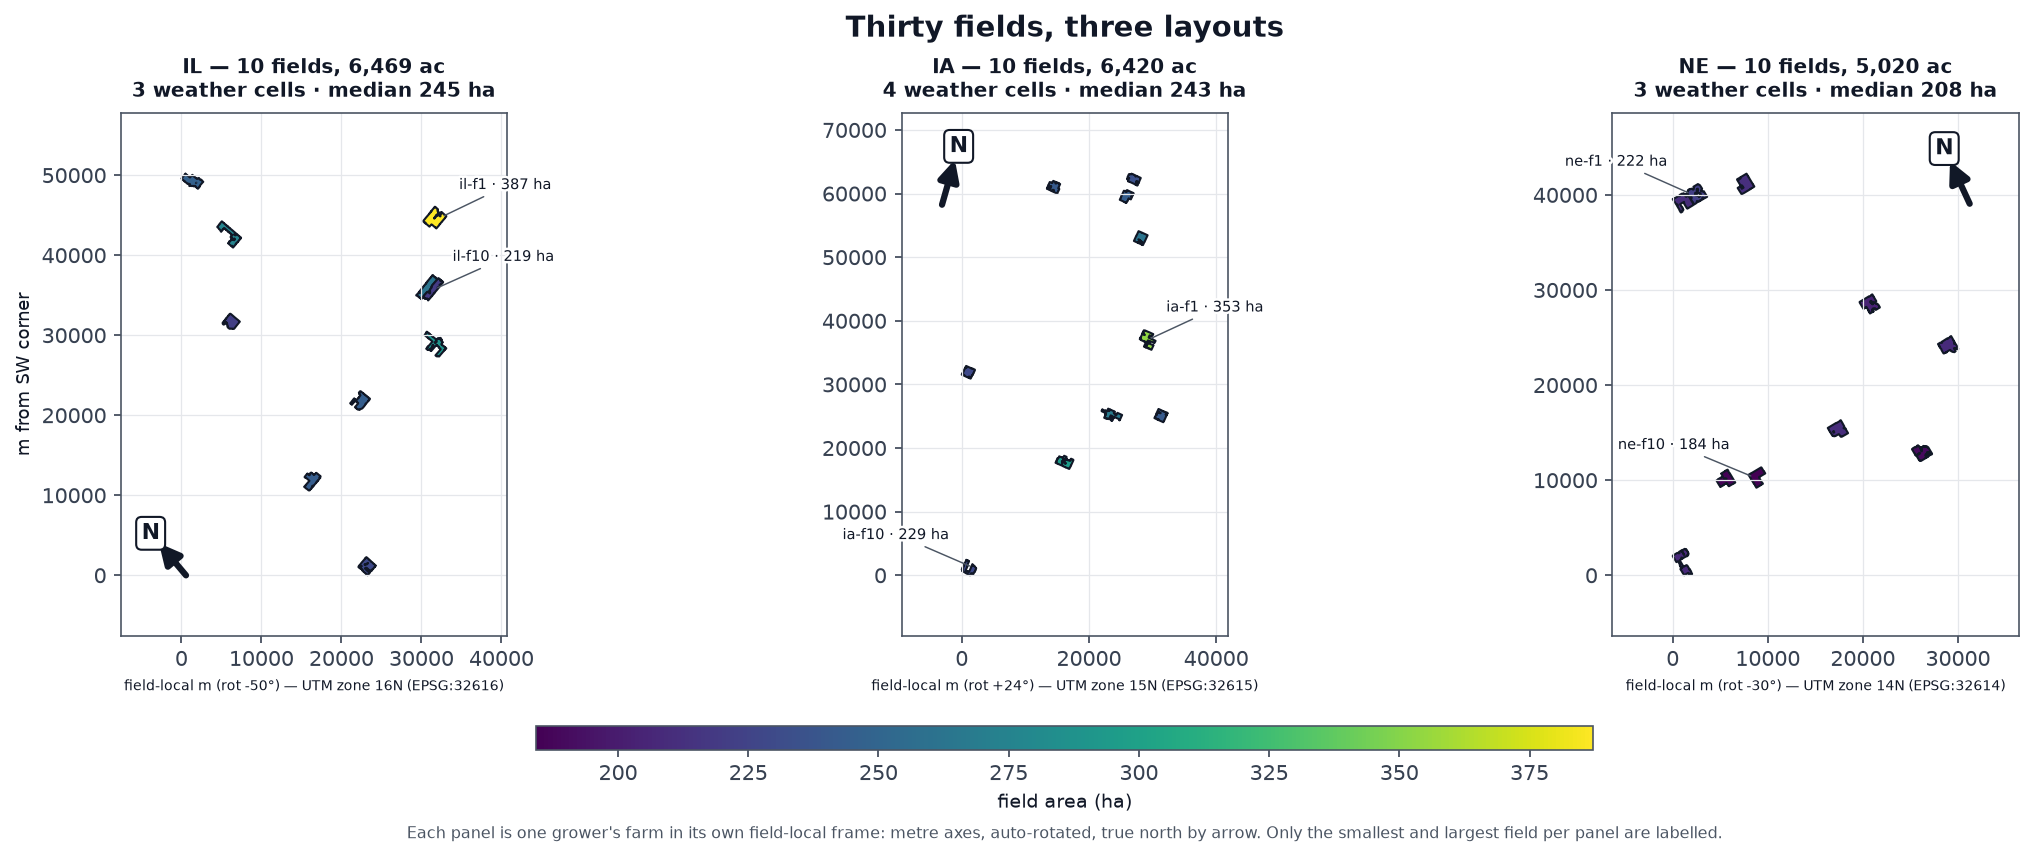 Thirty fields, three layouts
IL — 10 fields, 6,469 ac
3 weather cells · median 245 ha
m from SW corner
50000
40000
30000
20000
10000
0
il-f1 · 387 ha
il-f10 · 219 ha
N
0 10000 20000 30000 40000
field-local m (rot -50°) — UTM zone 16N (EPSG:32616)
IA — 10 fields, 6,420 ac
4 weather cells · median 243 ha
70000
60000
50000
40000
30000
20000
10000
0
N
ia-f1 · 353 ha
ia-f10 · 229 ha
0 20000 40000
field-local m (rot +24°) — UTM zone 15N (EPSG:32615)
NE — 10 fields, 5,020 ac
3 weather cells · median 208 ha
40000
30000
20000
10000
0
N
ne-f1 · 222 ha
ne-f10 · 184 ha
0 10000 20000 30000
field-local m (rot -30°) — UTM zone 14N (EPSG:32614)
200 225 250 275 300 325 350 375
field area (ha)
Each panel is one grower's farm in its own field-local frame: metre axes, auto-rotated, true north by arrow. Only the smallest and largest field per panel are labelled.